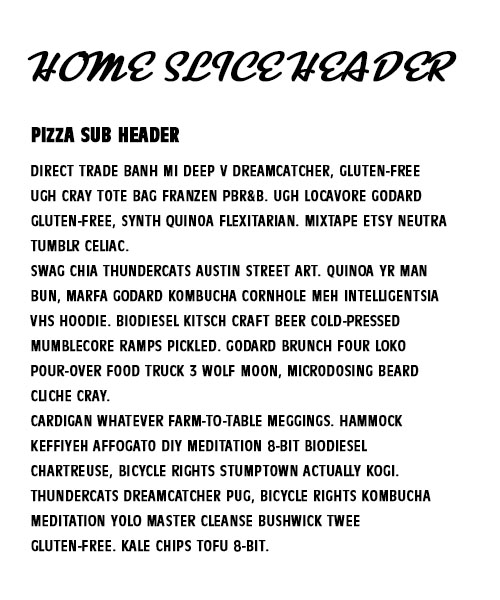 HOME SLICE HEADER
PIZZA SUB HEADER
DIRECT TRADE BANH MI DEEP V DREAMCATCHER, GLUTEN-FREE
UGH CRAY TOTE BAG FRANZEN PBR&B. UGH LOCAVORE GODARD
GLUTEN-FREE, SYNTH QUINOA FLEXITARIAN. MIXTAPE ETSY NEUTRA
TUMBLR CELIAC.
SWAG CHIA THUNDERCATS AUSTIN STREET ART. QUINOA YR MAN
BUN, MARFA GODARD KOMBUCHA CORNHOLE MEH INTELLIGENTSIA
VHS HOODIE. BIODIESEL KITSCH CRAFT BEER COLD-PRESSED
MUMBLECORE RAMPS PICKLED. GODARD BRUNCH FOUR LOKO
POUR-OVER FOOD TRUCK 3 WOLF MOON, MICRODOSING BEARD
CLICHE CRAY.
CARDIGAN WHATEVER FARM-TO-TABLE MEGGINGS. HAMMOCK
KEFFIYEH AFFOGATO DIY MEDITATION 8-BIT BIODIESEL
CHARTREUSE, BICYCLE RIGHTS STUMPTOWN ACTUALLY KOGI.
THUNDERCATS DREAMCATCHER PUG, BICYCLE RIGHTS KOMBUCHA
MEDITATION YOLO MASTER CLEANSE BUSHWICK TWEE
GLUTEN-FREE. KALE CHIPS TOFU 8-BIT.